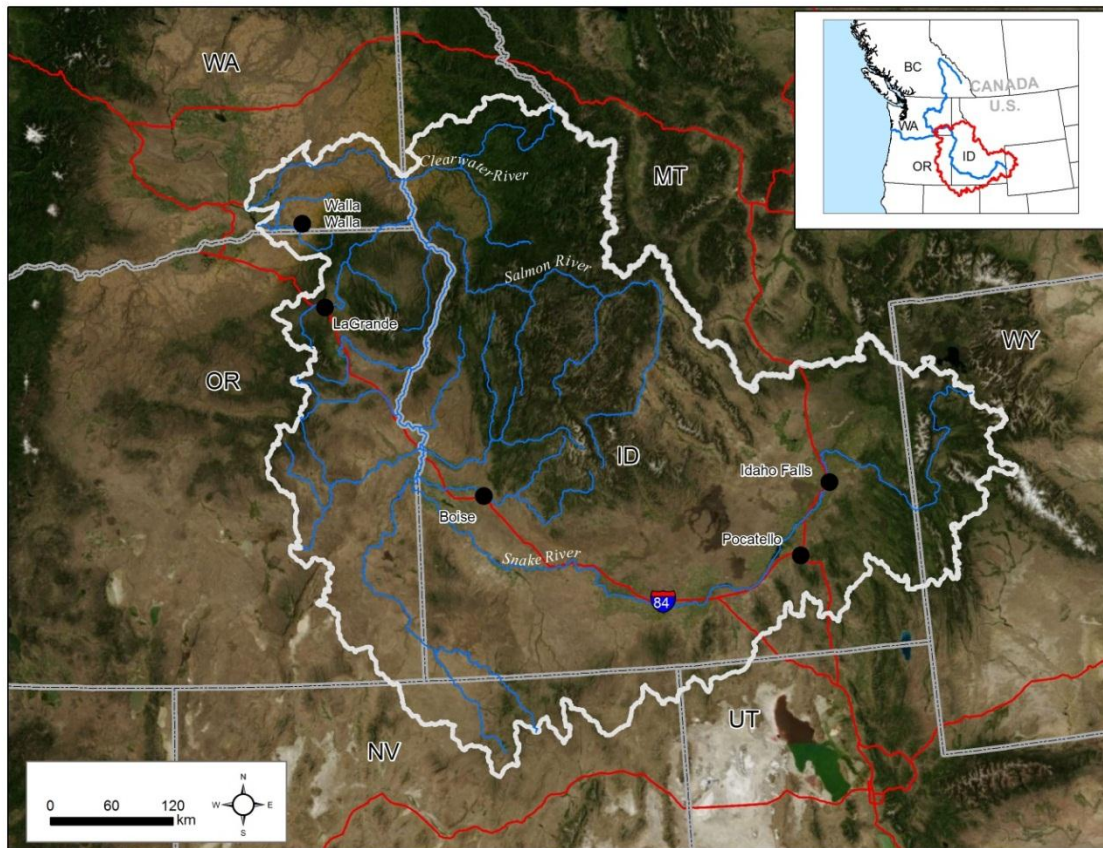 WA
BC
CANADA
U.S.
WA
OR
ID
Clearwater River
MT
Walla
Walla
Salmon River
LaGrande
WY
OR
ID
Idaho Falls
Boise
Pocatello
Snake River
84
UT
NV
0 60 120
km
N
W E
S